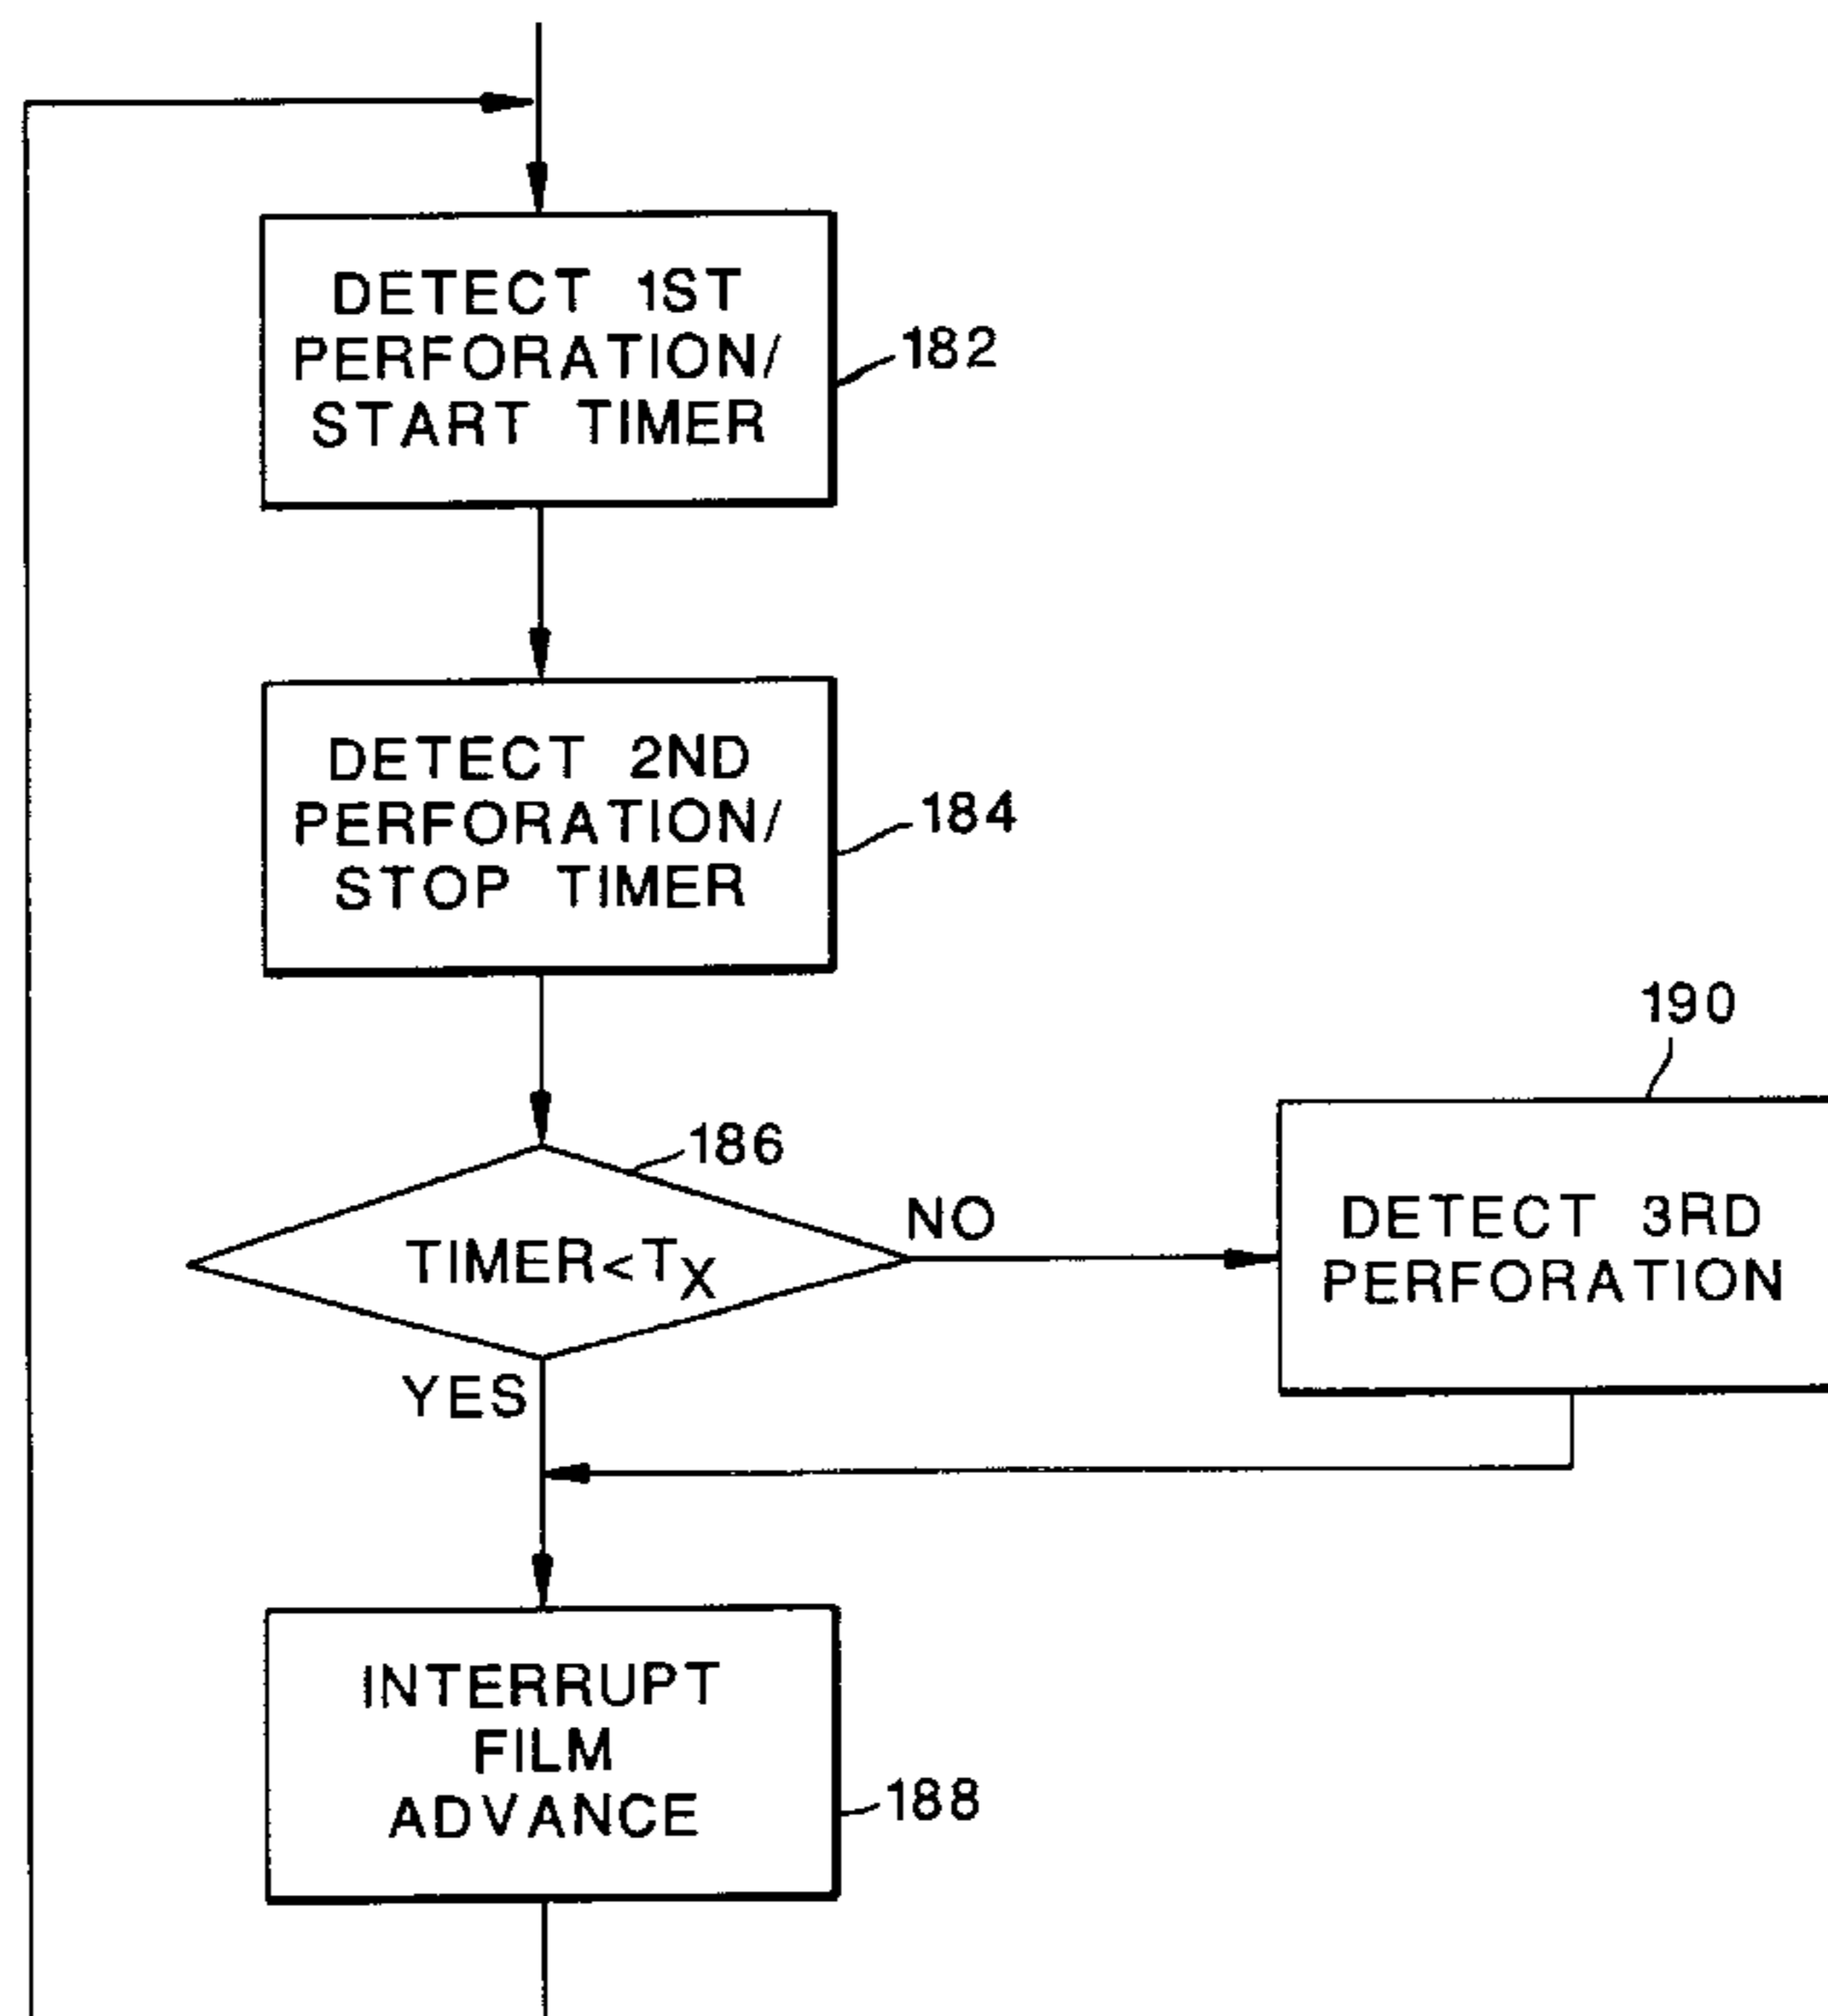 DETECT 1ST
PERFORATION/
START TIMER
182
DETECT 2ND
PERFORATION/
STOP TIMER
184
190
186
NO
TIMER<TX
DETECT 3RD
PERFORATION
YES
INTERRUPT
FILM
ADVANCE
188